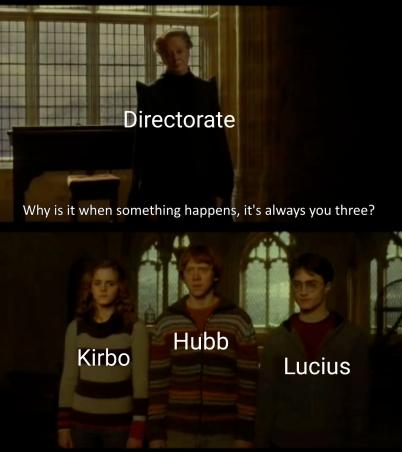 Directorate
Why is it when something happens, it's always you three?
Kirbo
Hubb
Lucius